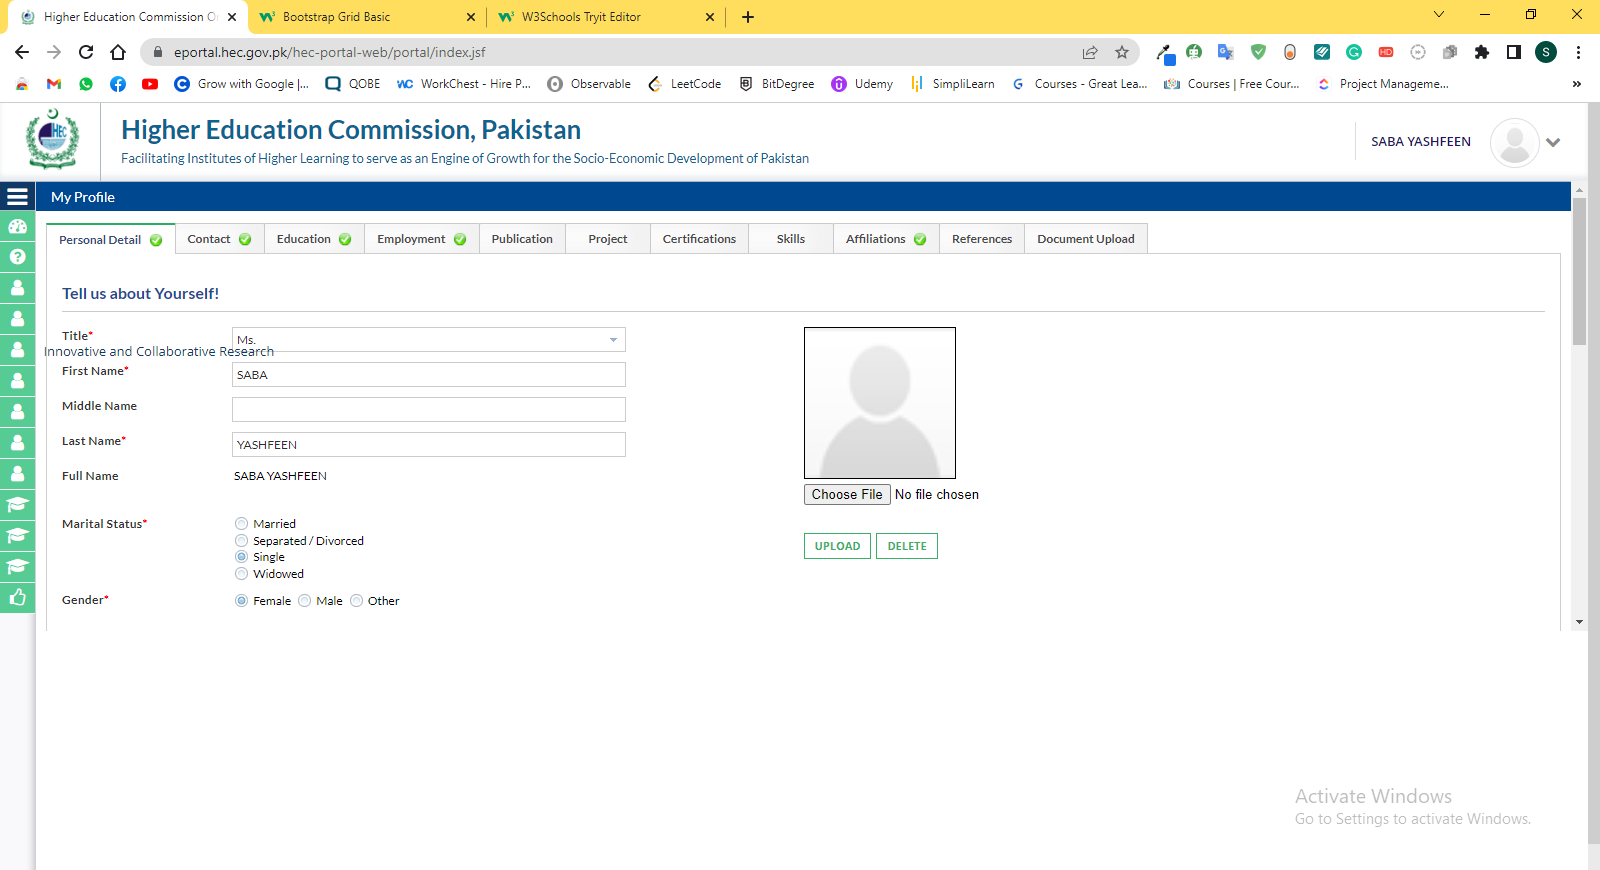 Higher Education Commission O
Bootstrap Grid Basic
W3Schools Tryit Editor
eportal.hec.gov.pk/hec-portal-web/portal/index.jsf
S
Grow with Google |...
QOBE
WorkChest - Hire P...
Observable
LeetCode
BitDegree
Udemy
SimpliLearn
Courses - Great Lea...
Courses | Free Cour...
Project Manageme...
HEC
Higher Education Commission, Pakistan
Facilitating Institutes of Higher Learning to serve as an Engine of Growth for the Socio-Economic Development of Pakistan
SABA YASHFEEN
My Profile
Personal Detail
Contact
Education
Employment
Publication
Project
Certifications
Skills
Affiliations
References
Document Upload
Tell us about Yourself!
Title*
Ms.
Innovative and Collaborative Research
First Name*
SABA
Middle Name
Last Name*
YASHFEEN
Full Name
SABA YASHFEEN
Choose File No file chosen
Marital Status*
Married
Separated / Divorced
Single
Widowed
UPLOAD
DELETE
Gender*
Female
Male
Other
Activate Windows
Go to Settings to activate Windows.